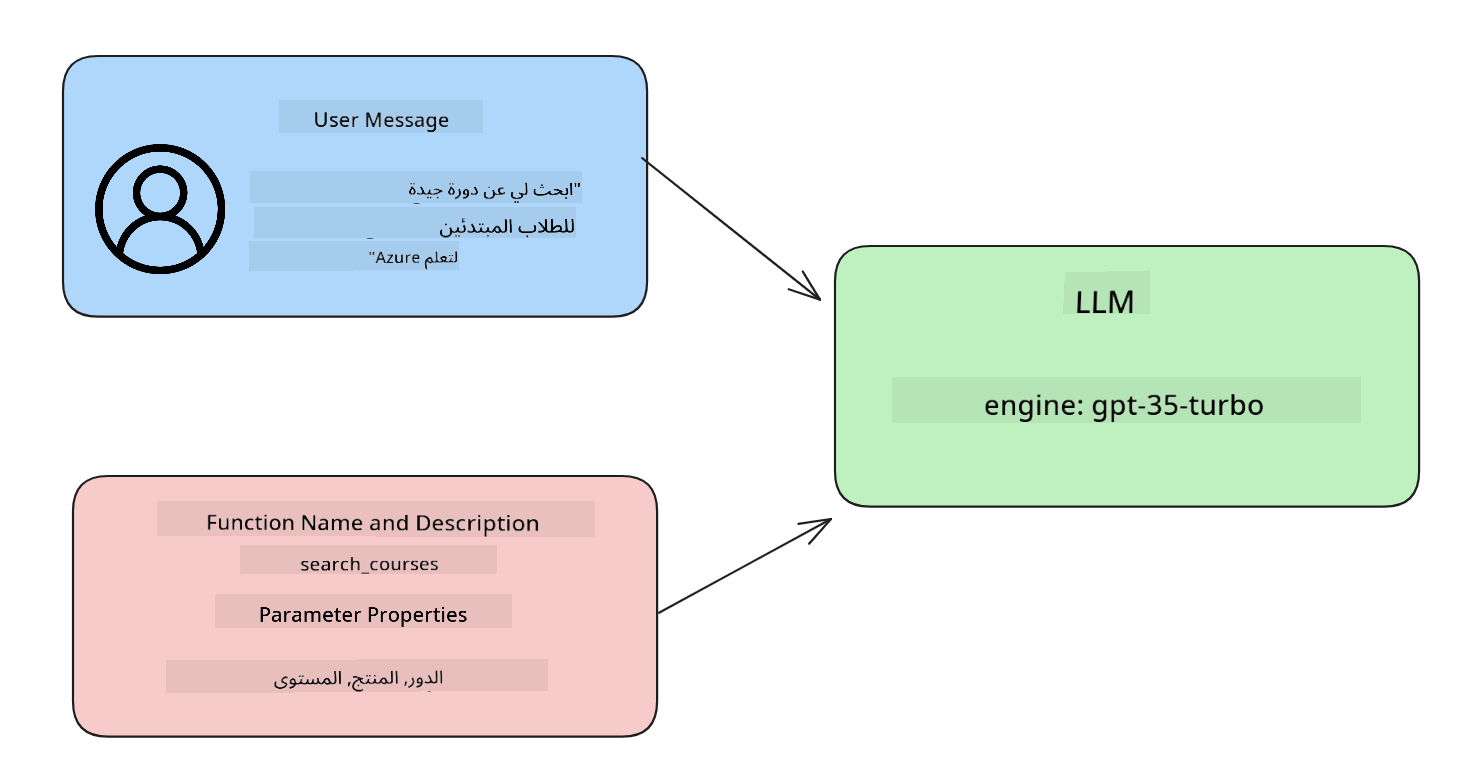 User Message
"ابحث لي عن دورة جيدة
للطلاب المبتدئين
لتعلم Azure"
LLM
engine: gpt-35-turbo
Function Name and Description
search_courses
Parameter Properties
الدور, المنتج, المستوى